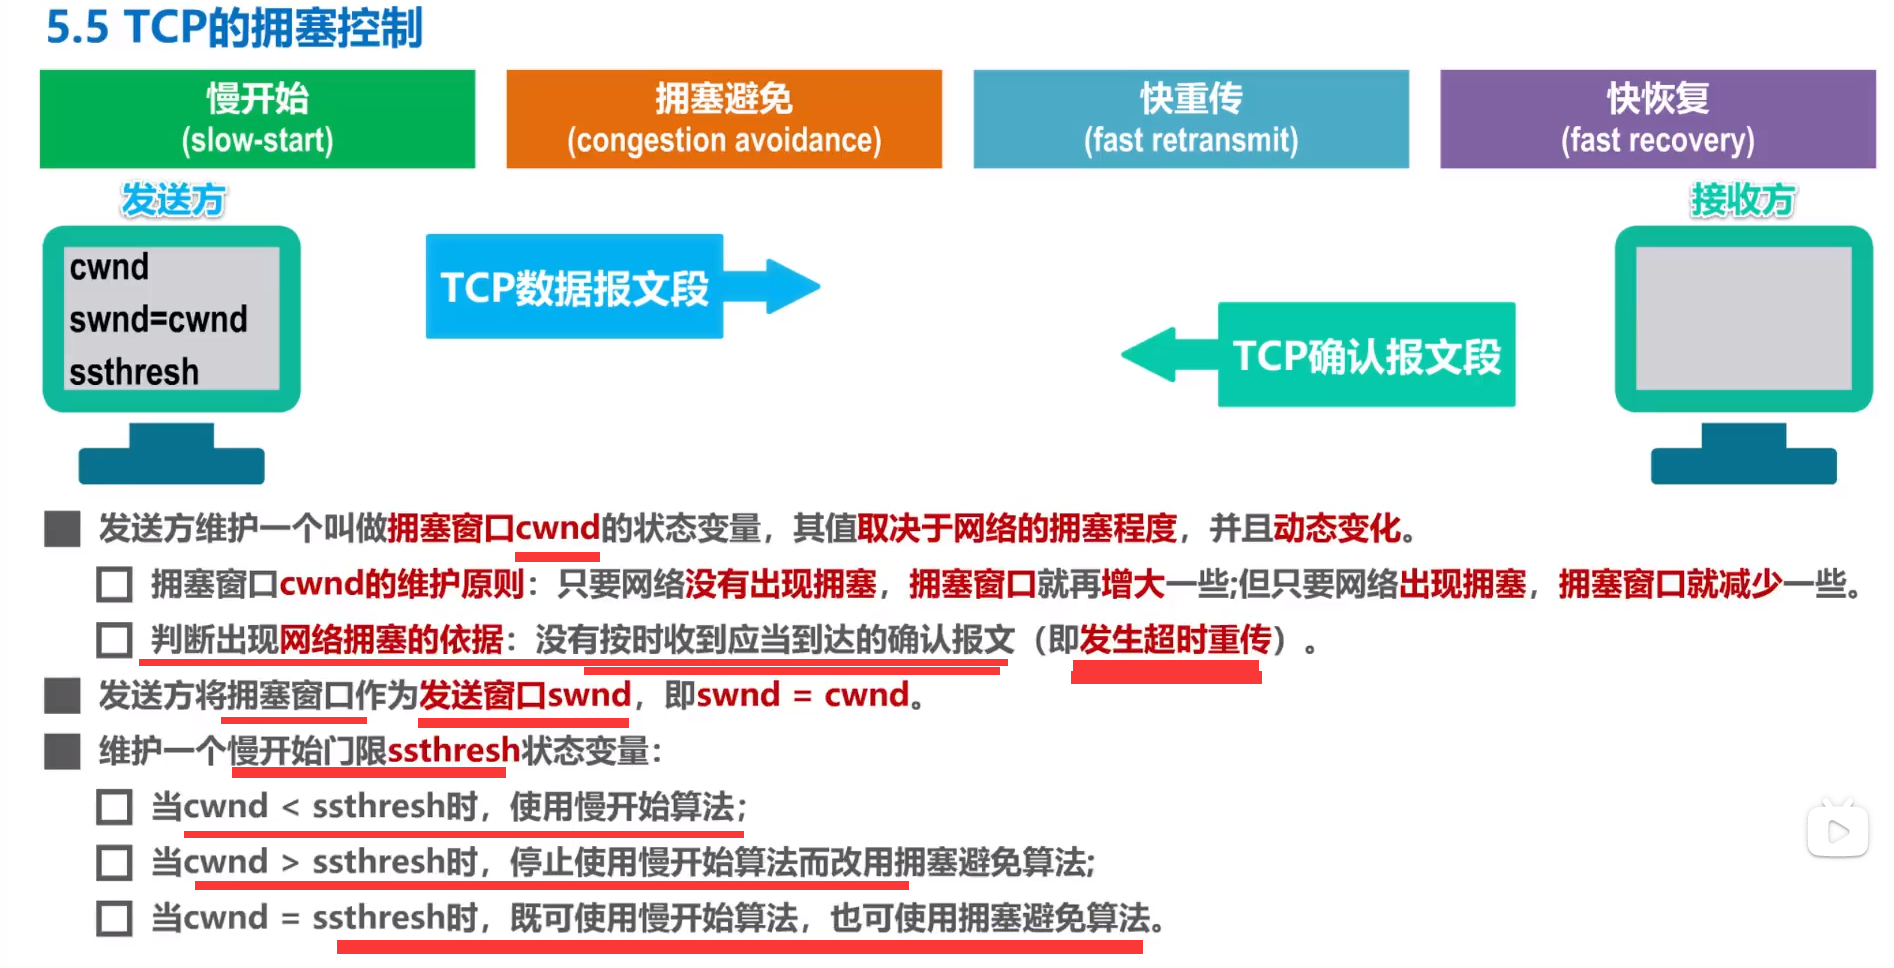 5.5 TCP的拥塞控制
慢开始
(slow-start)
拥塞避免
(congestion avoidance)
快重传
(fast retransmit)
快恢复
(fast recovery)
发送方
接收方
cwnd
swnd=cwnd
ssthresh
TCP数据报文段
TCP确认报文段
发送方维护一个叫做拥塞窗口cwnd的状态变量，其值取决于网络的拥塞程度，并且动态变化。
拥塞窗口cwnd的维护原则：只要网络没有出现拥塞，拥塞窗口就再增大一些;但只要网络出现拥塞，拥塞窗口就减少一些。
判断出现网络拥塞的依据：没有按时收到应当到达的确认报文（即发生超时重传）。
发送方将拥塞窗口作为发送窗口swnd，即swnd = cwnd。
维护一个慢开始门限ssthresh状态变量：
当cwnd < ssthresh时，使用慢开始算法;
当cwnd > ssthresh时，停止使用慢开始算法而改用拥塞避免算法;
当cwnd = ssthresh时，既可使用慢开始算法，也可使用拥塞避免算法。